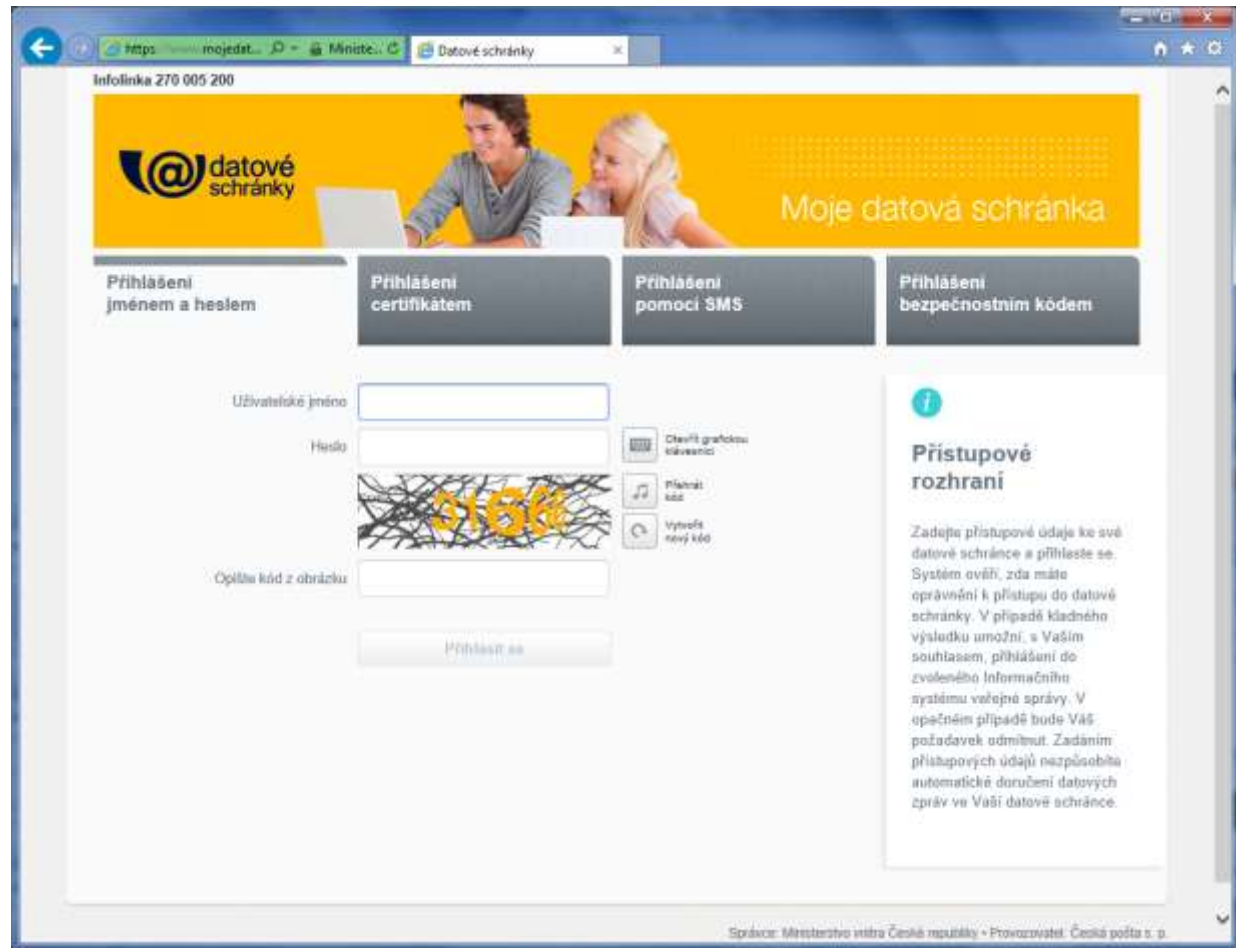 https www mojedat... Ministe... Datové schránky
Infolinka 270 005 200
datové
schránky
Moje datová schránka
Přihlášení
jménem a heslem
Přihlášení
certifikátem
Přihlášení
pomocí SMS
Přihlášení
bezpečnostním kódem
Uživatelské jméno
Heslo
Otevřít grafickou
klávesnici
Přehrát
kód
Vytvořit
nový kód
Opište kód z obrázku
Přihlásit se
Přístupové
rozhraní
Zadejte přístupové údaje ke své
datové schránce a přihlaste se.
Systém ověří, zda máte
oprávnění k přístupu do datové
schránky. V případě kladného
výsledku umožní, s Vaším
souhlasem, přihlášení do
zvoleného Informačního
systému veřejné správy. V
opačném případě bude Váš
požadavek odmítnut. Zadáním
přístupových údajů nezpůsobíte
automatické doručení datových
zpráv ve Vaší datové schránce.
Správce: Ministerstvo vnitra České republiky • Provozovatel: Česká pošta s. p.